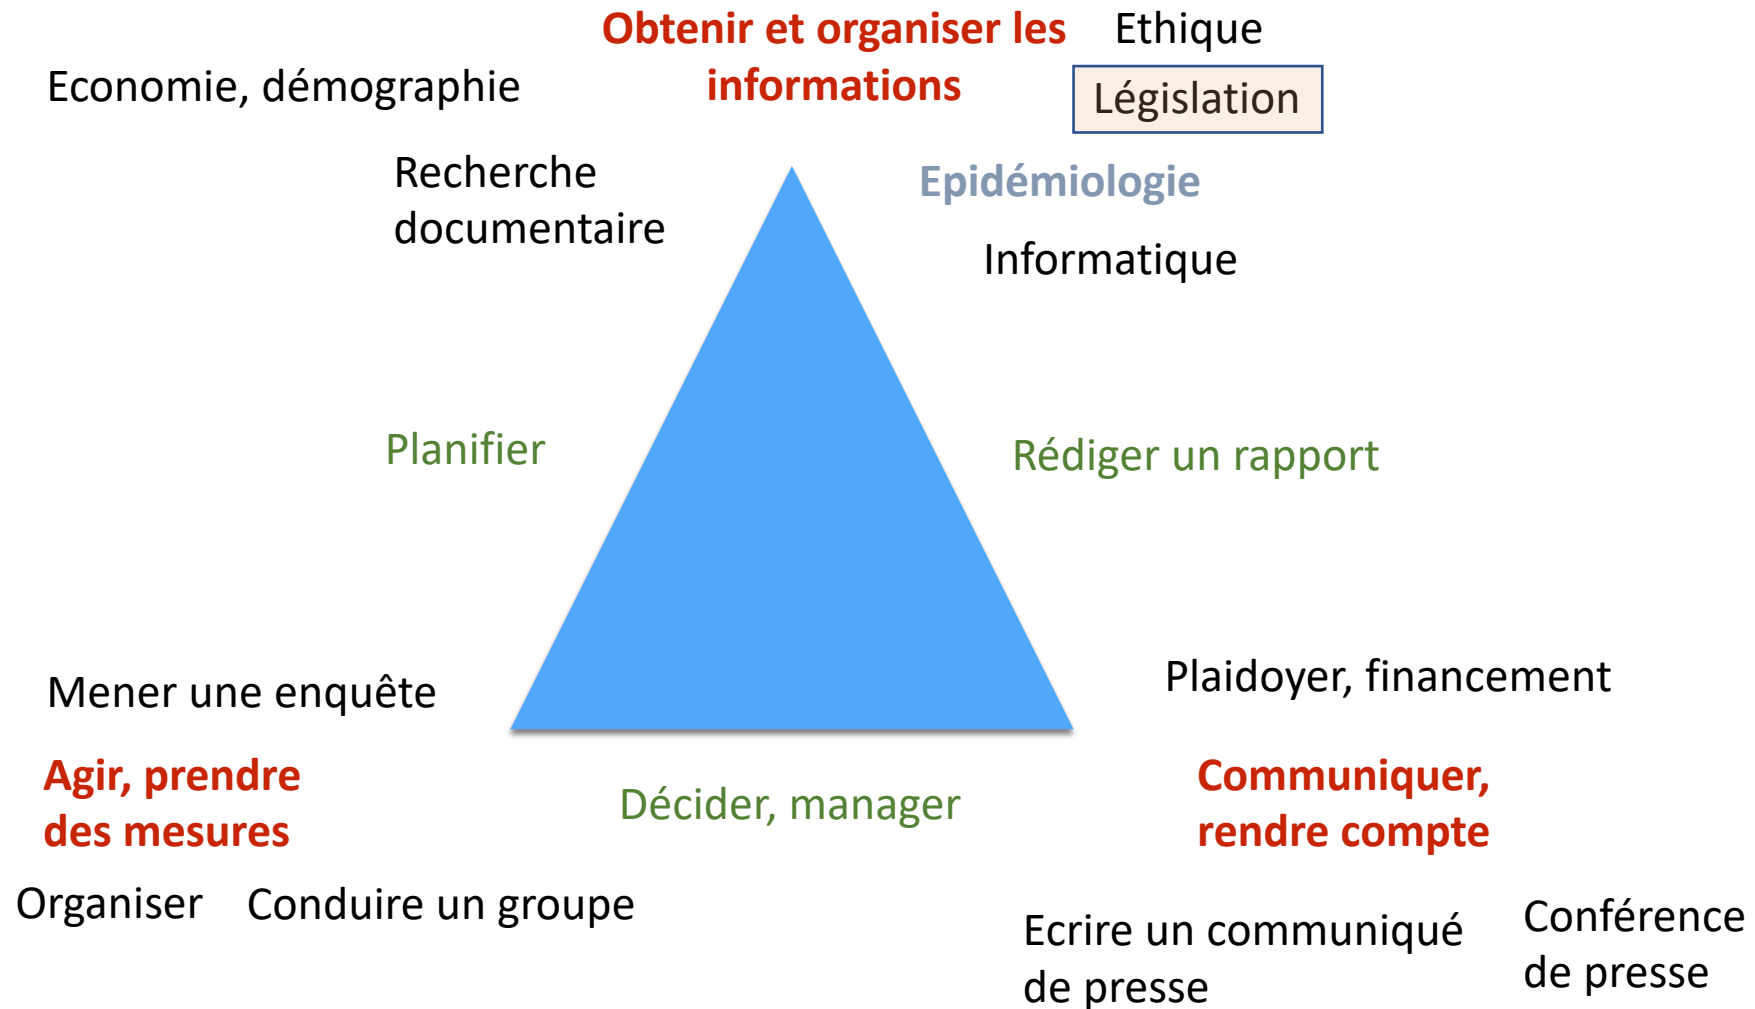 Obtenir et organiser les
informations
Ethique
Economie, démographie
Législation
Recherche
documentaire
Epidémiologie
Informatique
Planifier
Rédiger un rapport
Mener une enquête
Plaidoyer, financement
Agir, prendre
des mesures
Décider, manager
Communiquer,
rendre compte
Organiser
Conduire un groupe
Ecrire un communiqué
de presse
Conférence
de presse